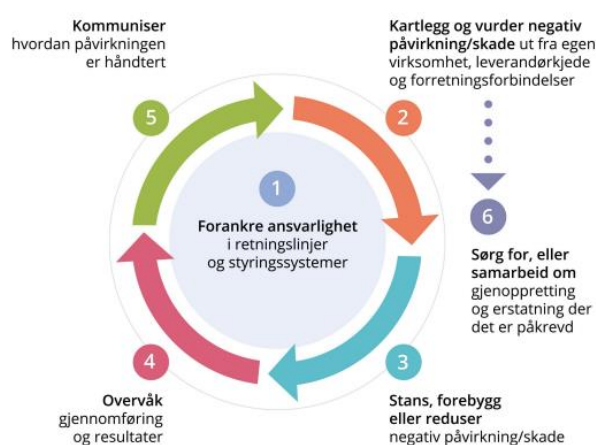 Kommuniser
hvordan påvirkningen
er håndtert
5
Kartlegg og vurder negativ
påvirkning/skade ut fra egen
virksomhet, leverandørkjede
og forretningsforbindelser
2
1
Forankre ansvarlighet
i retningslinjer
og styringssystemer
6
Sørg for, eller
samarbeid om
gjenoppretting
og erstatning der
det er påkrevd
4
Overvåk
gjennomføring
og resultater
3
Stans, forebygg
eller reduser
negativ påvirkning/skade